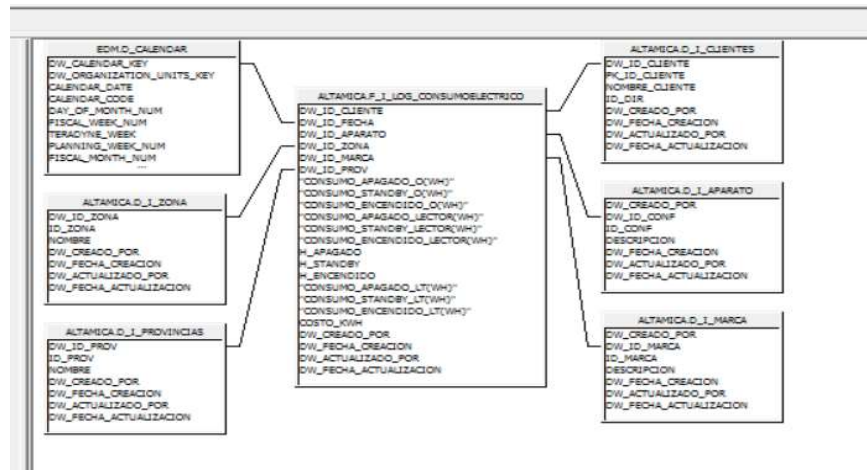 EDM.D_CALENDAR
DW_CALENDAR_KEY
DW_ORGANIZATION_UNITS_KEY
CALENDAR_DATE
CALENDAR_CODE
DAY_OF_MONTH_NUM
FISCAL_WEEK_NUM
TERADYNE_WEEK
PLANNING_WEEK_NUM
FISCAL_MONTH_NUM
...
ALTAMICA.D_I_ZONA
DW_ID_ZONA
ID_ZONA
NOMBRE
DW_CREADO_POR
DW_FECHA_CREACION
DW_ACTUALIZADO_POR
DW_FECHA_ACTUALIZACION
ALTAMICA.D_I_PROVINCIAS
DW_ID_PROV
ID_PROV
NOMBRE
DW_CREADO_POR
DW_FECHA_CREACION
DW_ACTUALIZADO_POR
DW_FECHA_ACTUALIZACION
ALTAMICA.F_I_LOG_CONSUMOELECTRICO
DW_ID_CLIENTE
DW_ID_FECHA
DW_ID_APARATO
DW_ID_ZONA
DW_ID_MARCA
DW_ID_PROV
"CONSUMO_APAGADO_O(WH)"
"CONSUMO_STANDBY_O(WH)"
"CONSUMO_ENCENDIDO_O(WH)"
"CONSUMO_APAGADO_LECTOR(WH)"
"CONSUMO_STANDBY_LECTOR(WH)"
"CONSUMO_ENCENDIDO_LECTOR(WH)"
H_APAGADO
H_STANDBY
H_ENCENDIDO
"CONSUMO_APAGADO_LT(WH)"
"CONSUMO_STANDBY_LT(WH)"
"CONSUMO_ENCENDIDO_LT(WH)"
COSTO_KWH
DW_CREADO_POR
DW_FECHA_CREACION
DW_ACTUALIZADO_POR
DW_FECHA_ACTUALIZACION
ALTAMICA.D_I_CLIENTES
DW_ID_CLIENTE
PK_ID_CLIENTE
NOMBRE_CLIENTE
ID_DIR
DW_CREADO_POR
DW_FECHA_CREACION
DW_ACTUALIZADO_POR
DW_FECHA_ACTUALIZACION
ALTAMICA.D_I_APARATO
DW_CREADO_POR
DW_ID_CONF
ID_CONF
DESCRIPCION
DW_FECHA_CREACION
DW_ACTUALIZADO_POR
DW_FECHA_ACTUALIZACION
ALTAMICA.D_I_MARCA
DW_CREADO_POR
DW_ID_MARCA
ID_MARCA
DESCRIPCION
DW_FECHA_CREACION
DW_ACTUALIZADO_POR
DW_FECHA_ACTUALIZACION